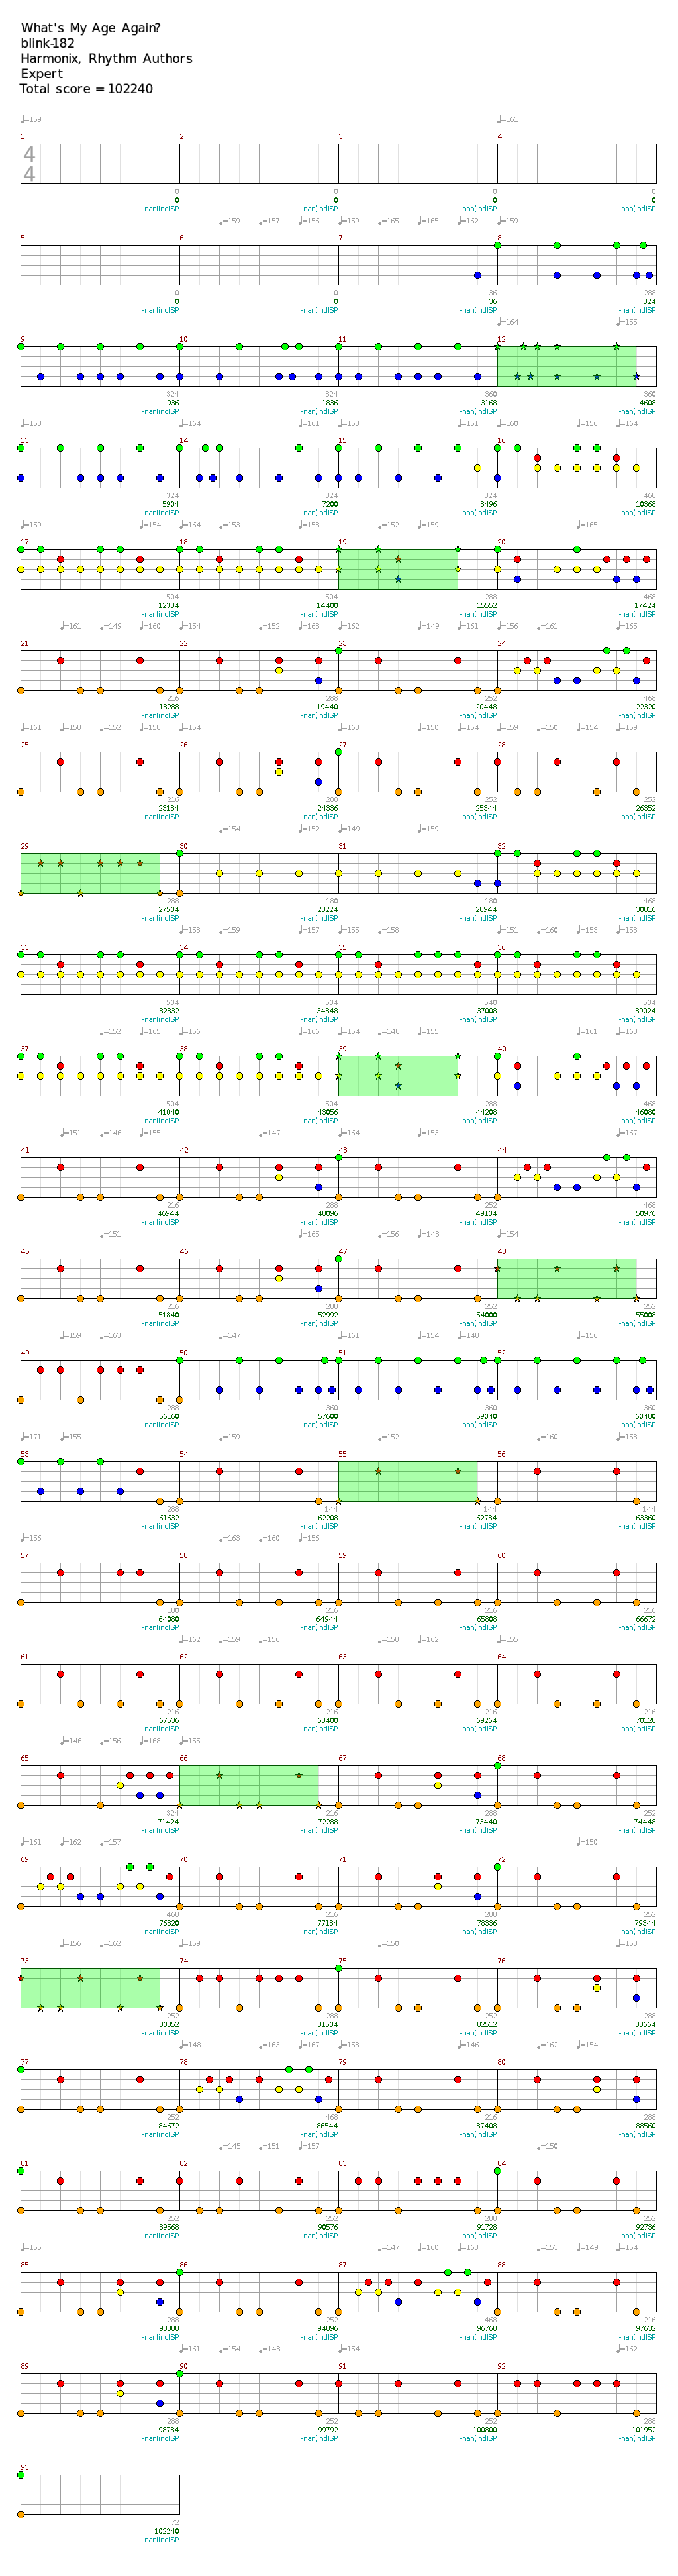 What's My Age Again?
blink-182
Harmonix, Rhythm Authors
Expert
Total score = 102240
♩=159 ♩=161
1 2 3 4
4
4
0 0 0 0
0 0 0 0
-nan(ind)SP -nan(ind)SP -nan(ind)SP -nan(ind)SP
♩=159 ♩=157 ♩=156 ♩=159 ♩=165 ♩=165 ♩=162 ♩=159
5 6 7 8
0 0 36 288
0 0 36 324
-nan(ind)SP -nan(ind)SP -nan(ind)SP -nan(ind)SP
♩=164 ♩=155
9 10 11 12
324 324 360 360
936 1836 3168 4608
-nan(ind)SP -nan(ind)SP -nan(ind)SP -nan(ind)SP
♩=158 ♩=164 ♩=160 ♩=161 ♩=158 ♩=160 ♩=156 ♩=164
13 14 15 16
324 324 324 468
5904 7200 8496 10368
-nan(ind)SP -nan(ind)SP -nan(ind)SP -nan(ind)SP
♩=159 ♩=154 ♩=164 ♩=153 ♩=158 ♩=152 ♩=159 ♩=165
17 18 19 20
504 504 288 468
12384 14400 15552 17424
-nan(ind)SP -nan(ind)SP -nan(ind)SP -nan(ind)SP
♩=161 ♩=149 ♩=160 ♩=154 ♩=152 ♩=163 ♩=162 ♩=149 ♩=161 ♩=156 ♩=161 ♩=165
21 22 23 24
216 288 252 468
18288 19440 20448 22320
-nan(ind)SP -nan(ind)SP -nan(ind)SP -nan(ind)SP
♩=161 ♩=158 ♩=152 ♩=158 ♩=154 ♩=163 ♩=150 ♩=154 ♩=159 ♩=150 ♩=154 ♩=159
25 26 27 28
216 288 252 252
23184 24336 25344 26352
-nan(ind)SP -nan(ind)SP -nan(ind)SP -nan(ind)SP
♩=154 ♩=152 ♩=149 ♩=159
29 30 31 32
288 180 180 468
27504 28224 28944 30816
-nan(ind)SP -nan(ind)SP -nan(ind)SP -nan(ind)SP
♩=153 ♩=159 ♩=157 ♩=155 ♩=158 ♩=151 ♩=160 ♩=153 ♩=158
33 34 35 36
504 504 540 504
32832 34848 37008 39024
-nan(ind)SP -nan(ind)SP -nan(ind)SP -nan(ind)SP
♩=152 ♩=165 ♩=156 ♩=166 ♩=154 ♩=148 ♩=155 ♩=161 ♩=168
37 38 39 40
504 504 288 468
41040 43056 44208 46080
-nan(ind)SP -nan(ind)SP -nan(ind)SP -nan(ind)SP
♩=151 ♩=146 ♩=155 ♩=147 ♩=164 ♩=153 ♩=167
41 42 43 44
216 288 252 468
46944 48096 49104 50976
-nan(ind)SP -nan(ind)SP -nan(ind)SP -nan(ind)SP
♩=151 ♩=165 ♩=156 ♩=148 ♩=154
45 46 47 48
216 288 252 252
51840 52992 54000 55008
-nan(ind)SP -nan(ind)SP -nan(ind)SP -nan(ind)SP
♩=159 ♩=163 ♩=147 ♩=161 ♩=154 ♩=148 ♩=156
49 50 51 52
288 360 360 360
56160 57600 59040 60480
-nan(ind)SP -nan(ind)SP -nan(ind)SP -nan(ind)SP
♩=171 ♩=155 ♩=159 ♩=152 ♩=160 ♩=158
53 54 55 56
288 144 144 144
61632 62208 62784 63360
-nan(ind)SP -nan(ind)SP -nan(ind)SP -nan(ind)SP
♩=156 ♩=163 ♩=160 ♩=156
57 58 59 60
180 216 216 216
64080 64944 65808 66672
-nan(ind)SP -nan(ind)SP -nan(ind)SP -nan(ind)SP
♩=162 ♩=159 ♩=156 ♩=158 ♩=162 ♩=155
61 62 63 64
216 216 216 216
67536 68400 69264 70128
-nan(ind)SP -nan(ind)SP -nan(ind)SP -nan(ind)SP
♩=146 ♩=156 ♩=168 ♩=155
65 66 67 68
324 216 288 252
71424 72288 73440 74448
-nan(ind)SP -nan(ind)SP -nan(ind)SP -nan(ind)SP
♩=161 ♩=162 ♩=157 ♩=150
69 70 71 72
468 216 288 252
76320 77184 78336 79344
-nan(ind)SP -nan(ind)SP -nan(ind)SP -nan(ind)SP
♩=156 ♩=162 ♩=159 ♩=150 ♩=158
73 74 75 76
252 288 252 288
80352 81504 82512 83664
-nan(ind)SP -nan(ind)SP -nan(ind)SP -nan(ind)SP
♩=148 ♩=163 ♩=167 ♩=158 ♩=146 ♩=162 ♩=154
77 78 79 80
252 468 216 288
84672 86544 87408 88560
-nan(ind)SP -nan(ind)SP -nan(ind)SP -nan(ind)SP
♩=145 ♩=151 ♩=157 ♩=150
81 82 83 84
252 252 288 252
89568 90576 91728 92736
-nan(ind)SP -nan(ind)SP -nan(ind)SP -nan(ind)SP
♩=155 ♩=147 ♩=160 ♩=163 ♩=153 ♩=149 ♩=154
85 86 87 88
288 252 468 216
93888 94896 96768 97632
-nan(ind)SP -nan(ind)SP -nan(ind)SP -nan(ind)SP
♩=161 ♩=154 ♩=148 ♩=154 ♩=162
89 90 91 92
288 252 252 288
98784 99792 100800 101952
-nan(ind)SP -nan(ind)SP -nan(ind)SP -nan(ind)SP
93
72
102240
-nan(ind)SP